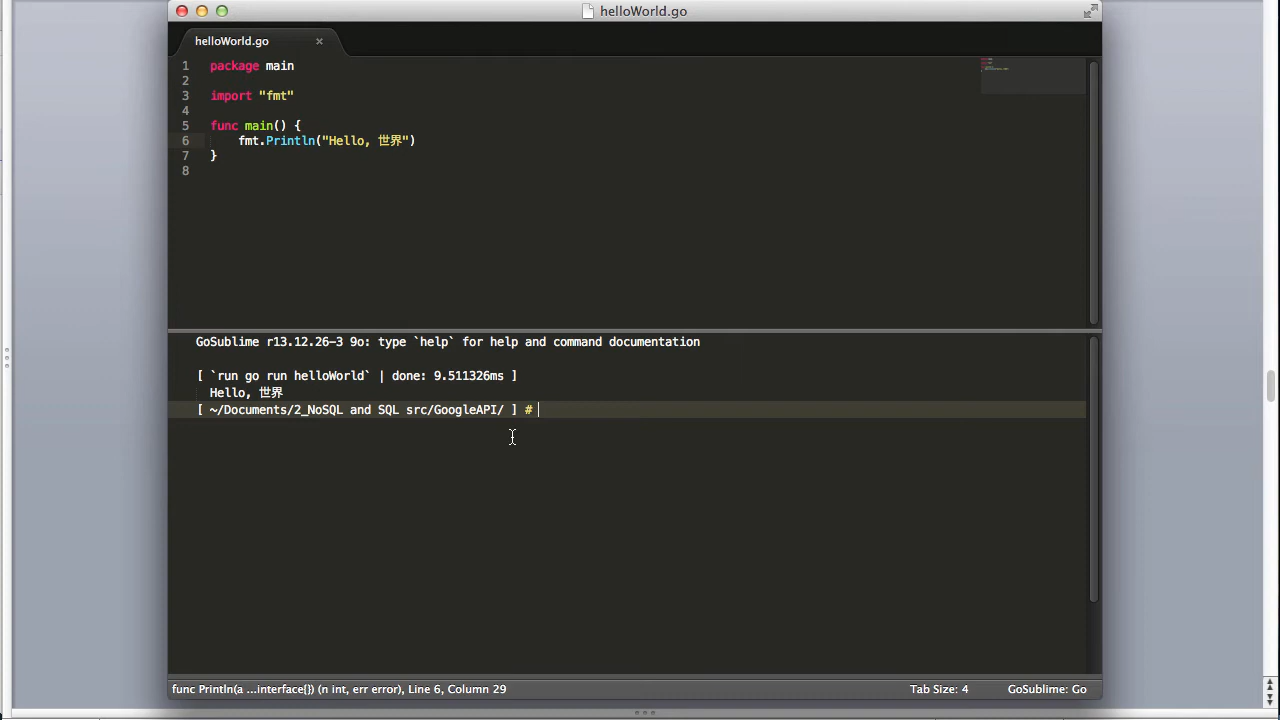 helloWorld.go
helloWorld.go ×
1 package main
2
3 import "fmt"
4
5 func main() {
6 fmt.Println("Hello, 世界")
7 }
8
GoSublime r13.12.26-3 9o: type `help` for help and command documentation
[ `run go run helloWorld` | done: 9.511326ms ]
Hello, 世界
[ ~/Documents/2_NoSQL and SQL src/GoogleAPI/ ] #
func Println(a ...interface{}) (n int, err error), Line 6, Column 29 Tab Size: 4 GoSublime: Go